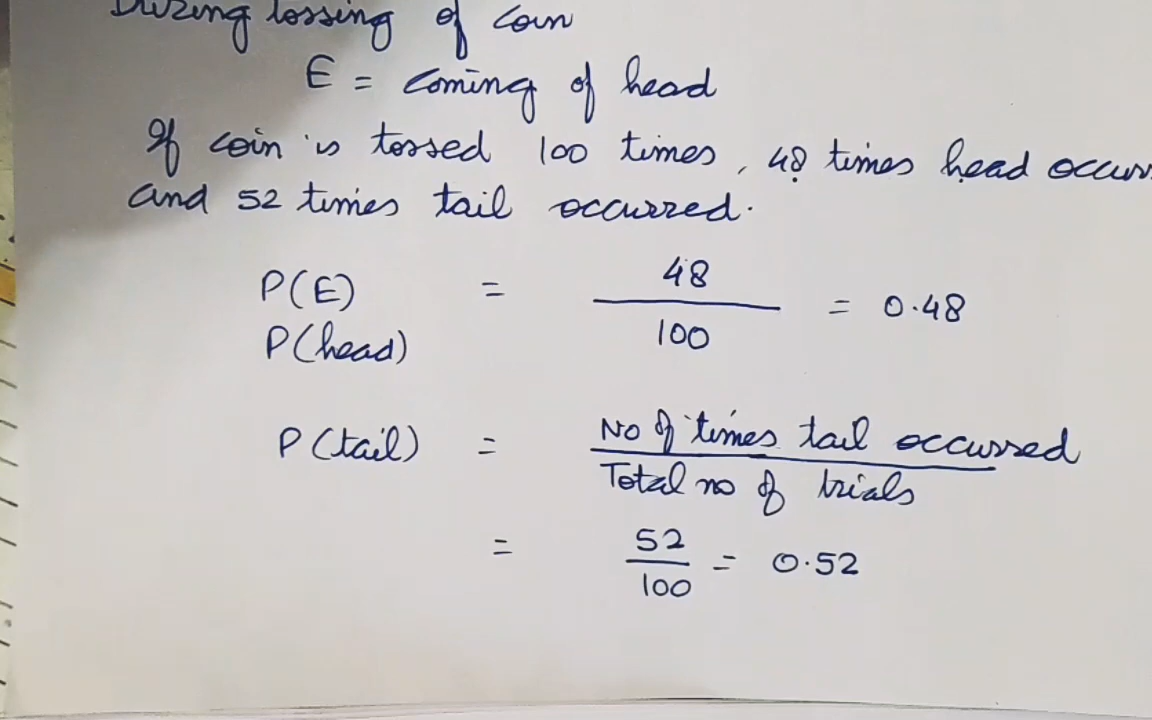 During tossing of coin
E = coming of head
If coin is tossed 100 times, 48 times head occur
and 52 times tail occurred.
P(E) = 48/100 = 0.48
P(head)
P(tail) = No of times tail occurred / Total no of trials
= 52/100 = 0.52